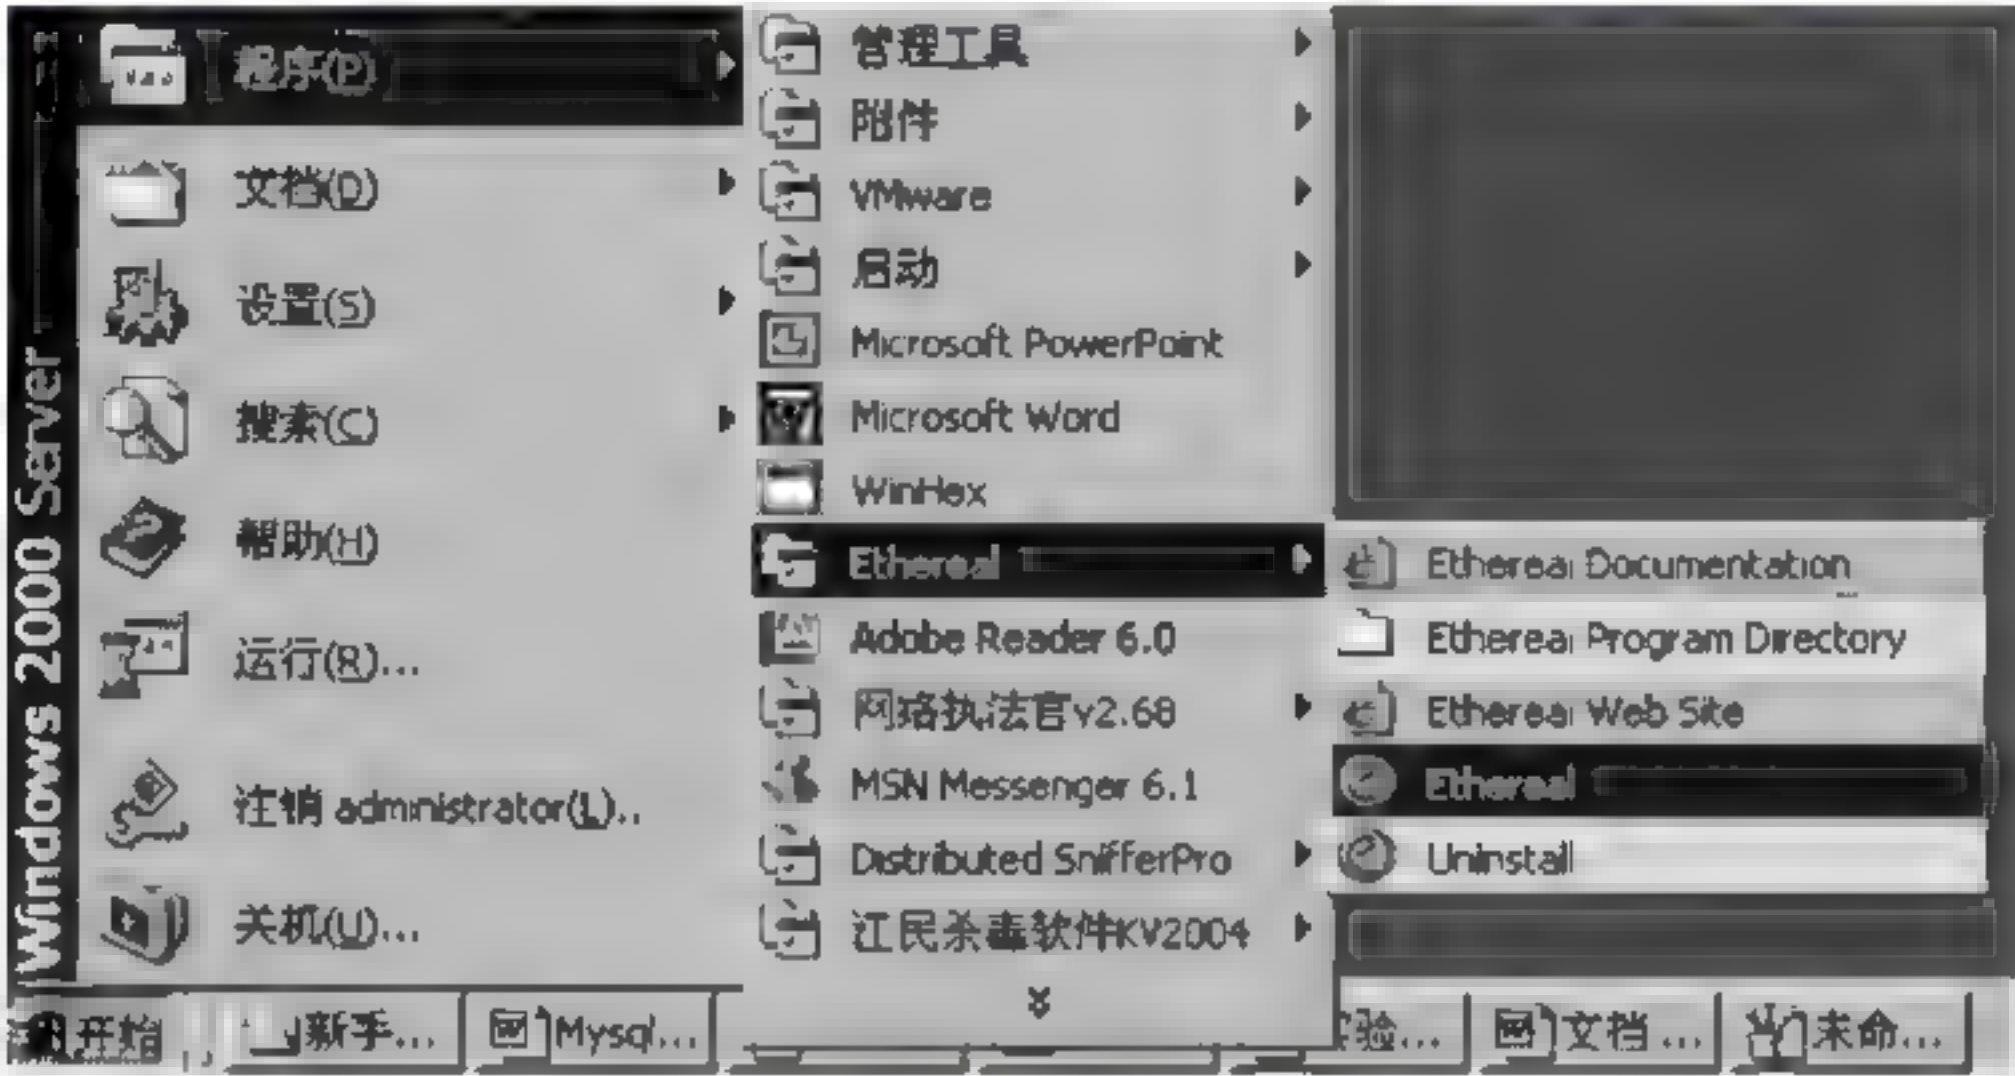 Windows 2000 Server
程序(P)
文档(D)
设置(S)
搜索(C)
帮助(H)
运行(R)...
注销 administrator(L)...
关机(U)...
管理工具
附件
VMware
启动
Microsoft PowerPoint
Microsoft Word
WinHex
Ethereal
Adobe Reader 6.0
网络执法官v2.68
MSN Messenger 6.1
Distributed SnifferPro
江民杀毒软件KV2004
Ethereal Documentation
Ethereal Program Directory
Ethereal Web Site
Ethereal
Uninstall
开始
新手...
Mysql...
验...
文档 ...
未命...